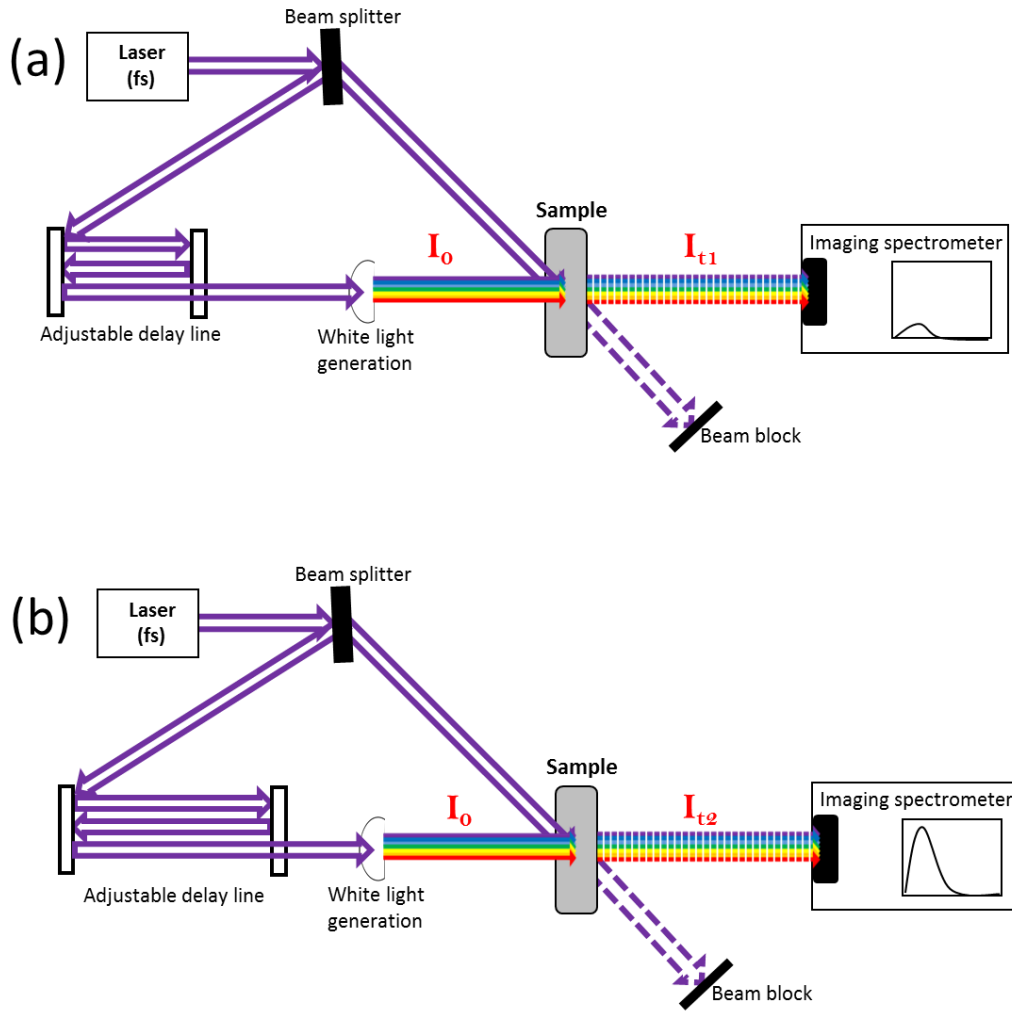 Beam splitter
(a)
Laser
(fs)
Sample
I₀
Iₜ₁
Imaging spectrometer
Adjustable delay line
White light
generation
Beam block
Beam splitter
(b)
Laser
(fs)
Sample
I₀
Iₜ₂
Imaging spectrometer
Adjustable delay line
White light
generation
Beam block